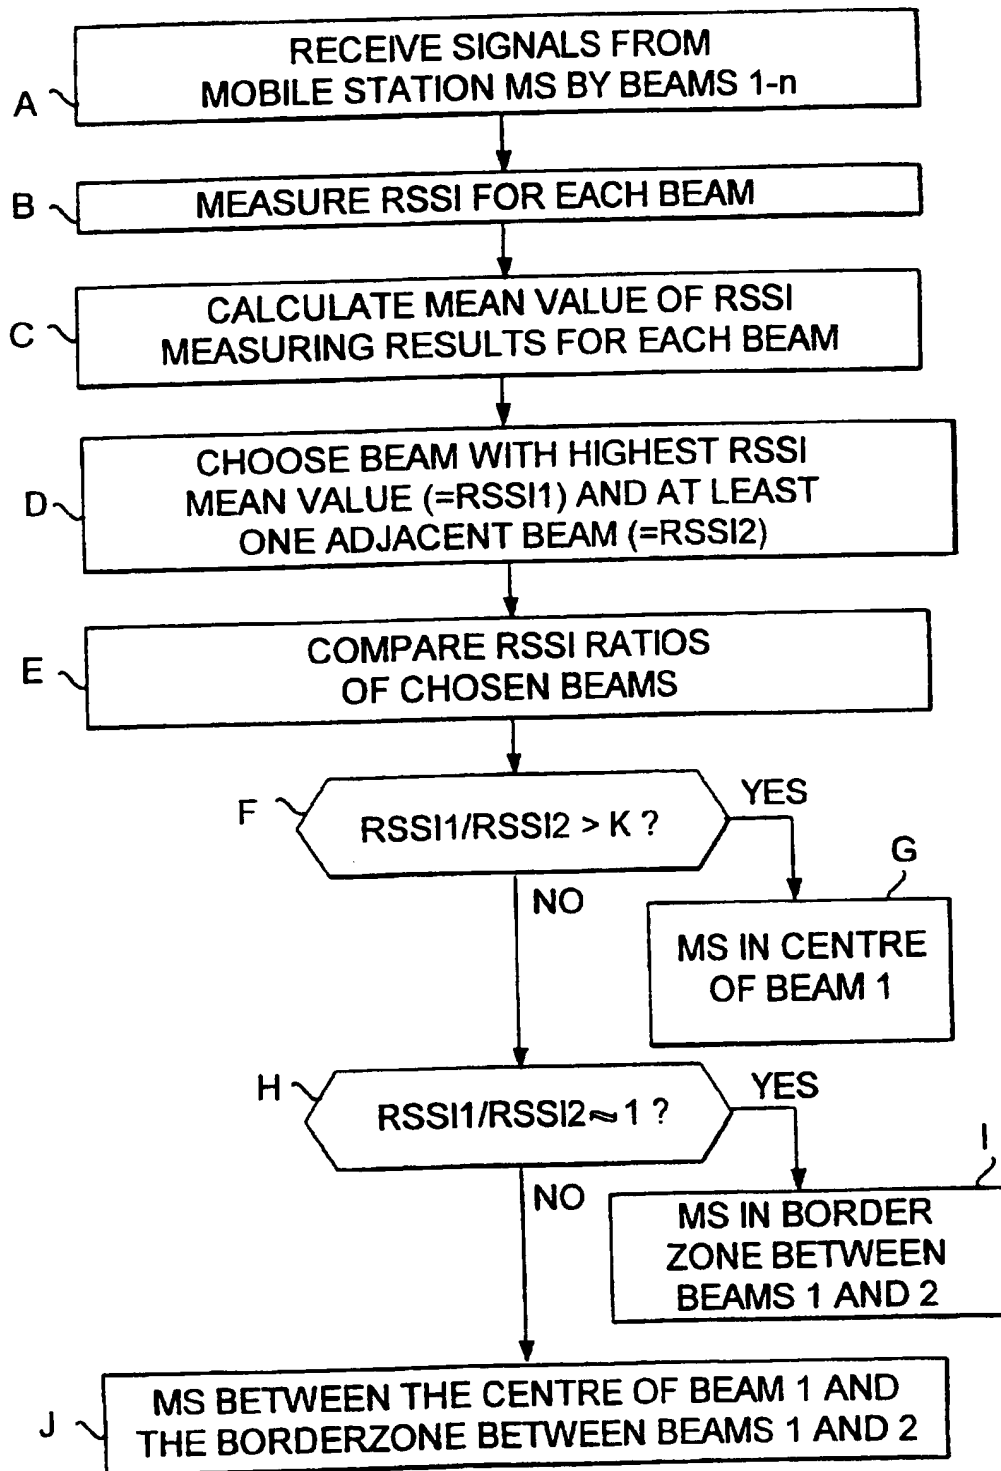 RECEIVE SIGNALS FROM
MOBILE STATION MS BY BEAMS 1-n
A
MEASURE RSSI FOR EACH BEAM
B
CALCULATE MEAN VALUE OF RSSI
MEASURING RESULTS FOR EACH BEAM
C
CHOOSE BEAM WITH HIGHEST RSSI
MEAN VALUE (=RSSI1) AND AT LEAST
ONE ADJACENT BEAM (=RSSI2)
D
COMPARE RSSI RATIOS
OF CHOSEN BEAMS
E
F
RSSI1/RSSI2 > K ?
YES
G
MS IN CENTRE
OF BEAM 1
NO
H
RSSI1/RSSI2 ≈ 1 ?
YES
I
MS IN BORDER
ZONE BETWEEN
BEAMS 1 AND 2
NO
MS BETWEEN THE CENTRE OF BEAM 1 AND
THE BORDERZONE BETWEEN BEAMS 1 AND 2
J